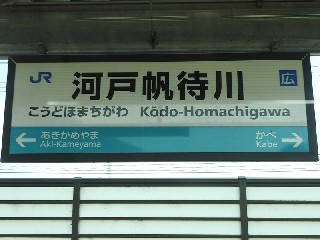 JR 河戸帆待川 広
こうどほまちがわ Kōdo-Homachigawa
← あきかめやま かべ →
Aki-Kameyama Kabe